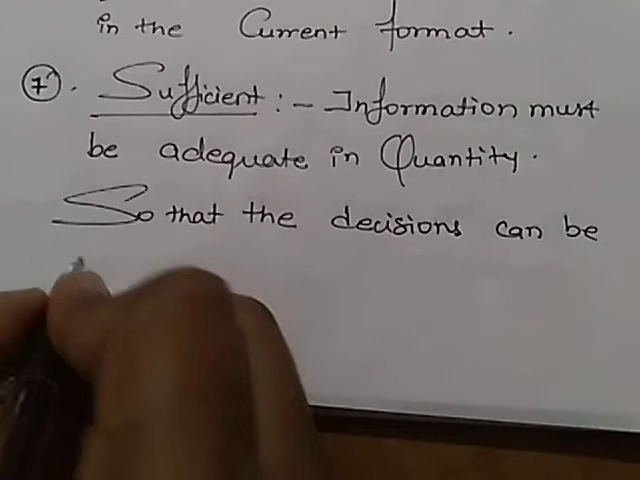 in the Current format.
7. Sufficient :- Information must
be adequate in Quantity.
So that the decisions can be